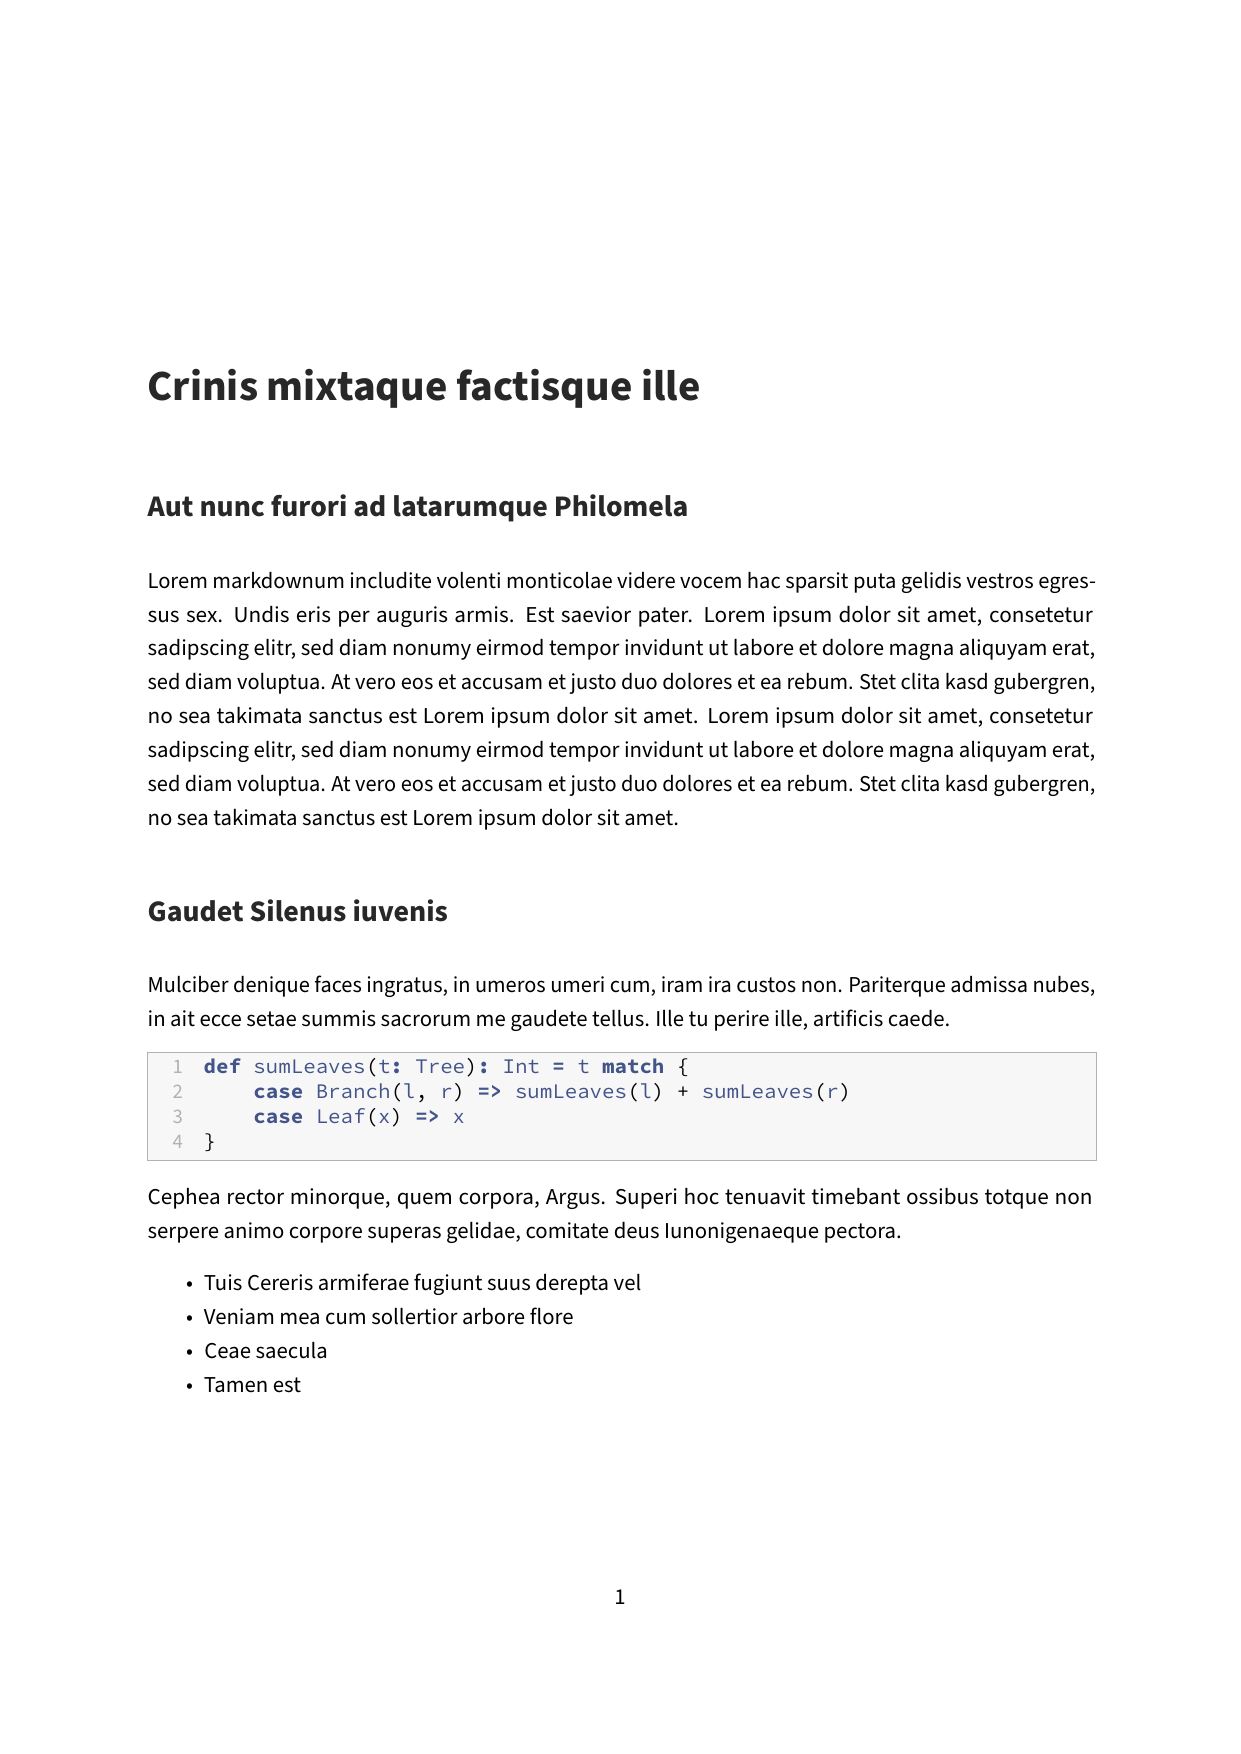 Crinis mixtaque factisque ille
Aut nunc furori ad latarumque Philomela
Lorem markdownum includite volenti monticolae videre vocem hac sparsit puta gelidis vestros egres-
sus sex. Undis eris per auguris armis. Est saevior pater. Lorem ipsum dolor sit amet, consetetur
sadipscing elitr, sed diam nonumy eirmod tempor invidunt ut labore et dolore magna aliquyam erat,
sed diam voluptua. At vero eos et accusam et justo duo dolores et ea rebum. Stet clita kasd gubergren,
no sea takimata sanctus est Lorem ipsum dolor sit amet. Lorem ipsum dolor sit amet, consetetur
sadipscing elitr, sed diam nonumy eirmod tempor invidunt ut labore et dolore magna aliquyam erat,
sed diam voluptua. At vero eos et accusam et justo duo dolores et ea rebum. Stet clita kasd gubergren,
no sea takimata sanctus est Lorem ipsum dolor sit amet.
Gaudet Silenus iuvenis
Mulciber denique faces ingratus, in umeros umeri cum, iram ira custos non. Pariterque admissa nubes,
in ait ecce setae summis sacrorum me gaudete tellus. Ille tu perire ille, artificis caede.
1 def sumLeaves(t: Tree): Int = t match {
2     case Branch(l, r) => sumLeaves(l) + sumLeaves(r)
3     case Leaf(x) => x
4 }
Cephea rector minorque, quem corpora, Argus. Superi hoc tenuavit timebant ossibus totque non
serpere animo corpore superas gelidae, comitate deus Iunonigenaeque pectora.
• Tuis Cereris armiferae fugiunt suus derepta vel
• Veniam mea cum sollertior arbore flore
• Ceae saecula
• Tamen est
1